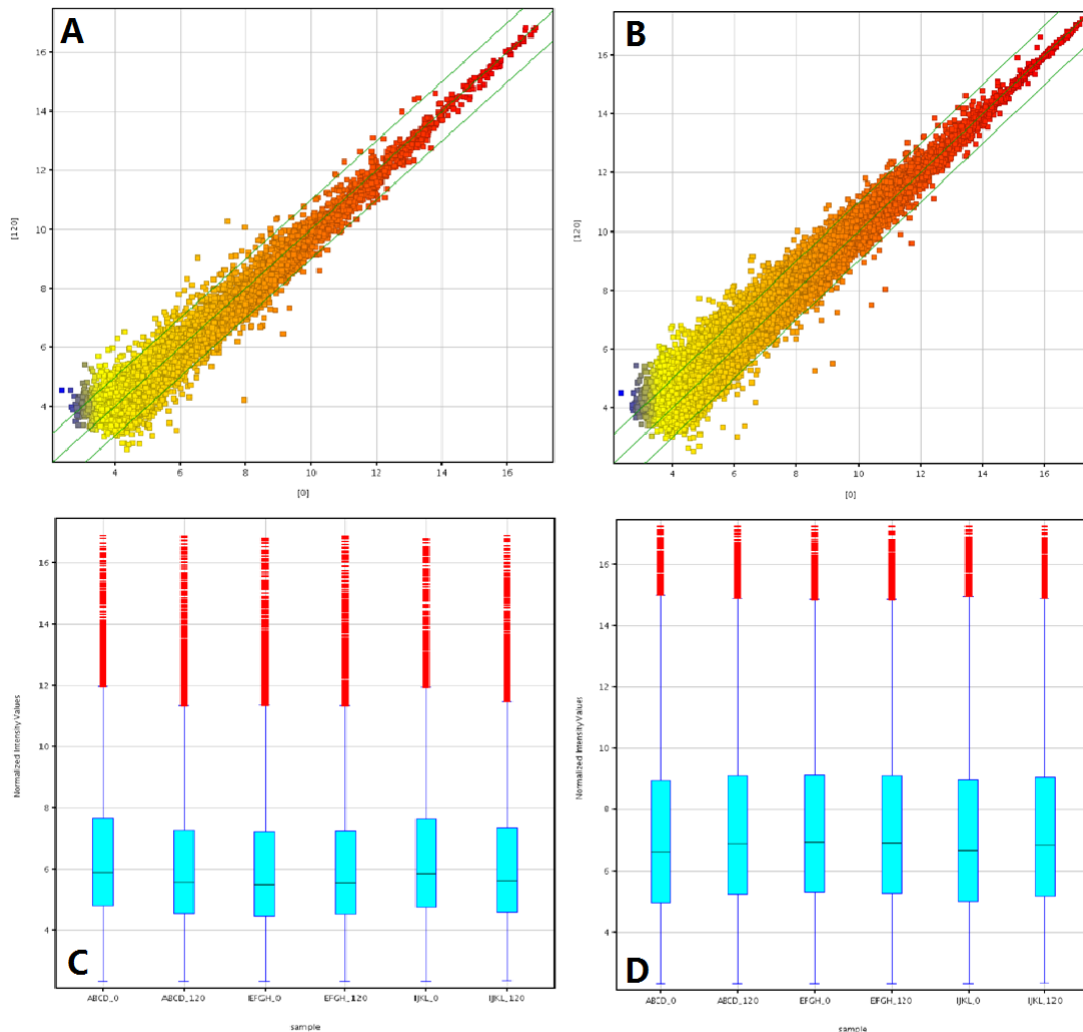 A
16
14
12
10
8
6
4
[120]
4 6 8 10 12 14 16
[0]
B
16
14
12
10
8
6
4
[120]
4 6 8 10 12 14 16
[0]
C
16
14
12
10
8
6
4
Normalized Intensity Values
ABCD_0 ABCD_120 EFGH_0 EFGH_120 IJKL_0 IJKL_120
sample
D
16
14
12
10
8
6
4
Normalized Intensity Values
ABCD_0 ABCD_120 EFGH_0 EFGH_120 IJKL_0 IJKL_120
sample